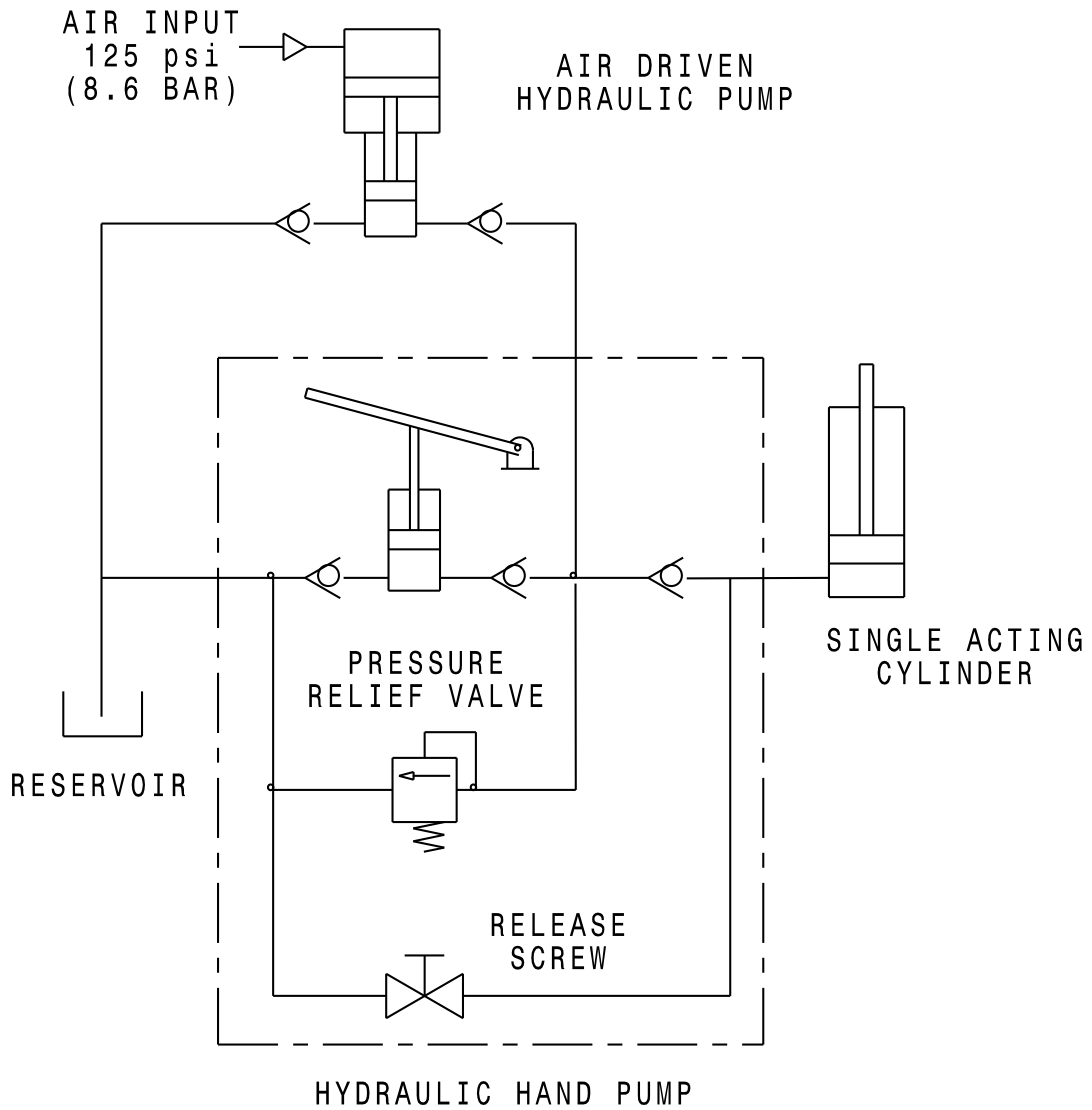 AIR INPUT
125 psi
(8.6 BAR)
AIR DRIVEN
HYDRAULIC PUMP
SINGLE ACTING
CYLINDER
PRESSURE
RELIEF VALVE
RESERVOIR
RELEASE
SCREW
HYDRAULIC HAND PUMP